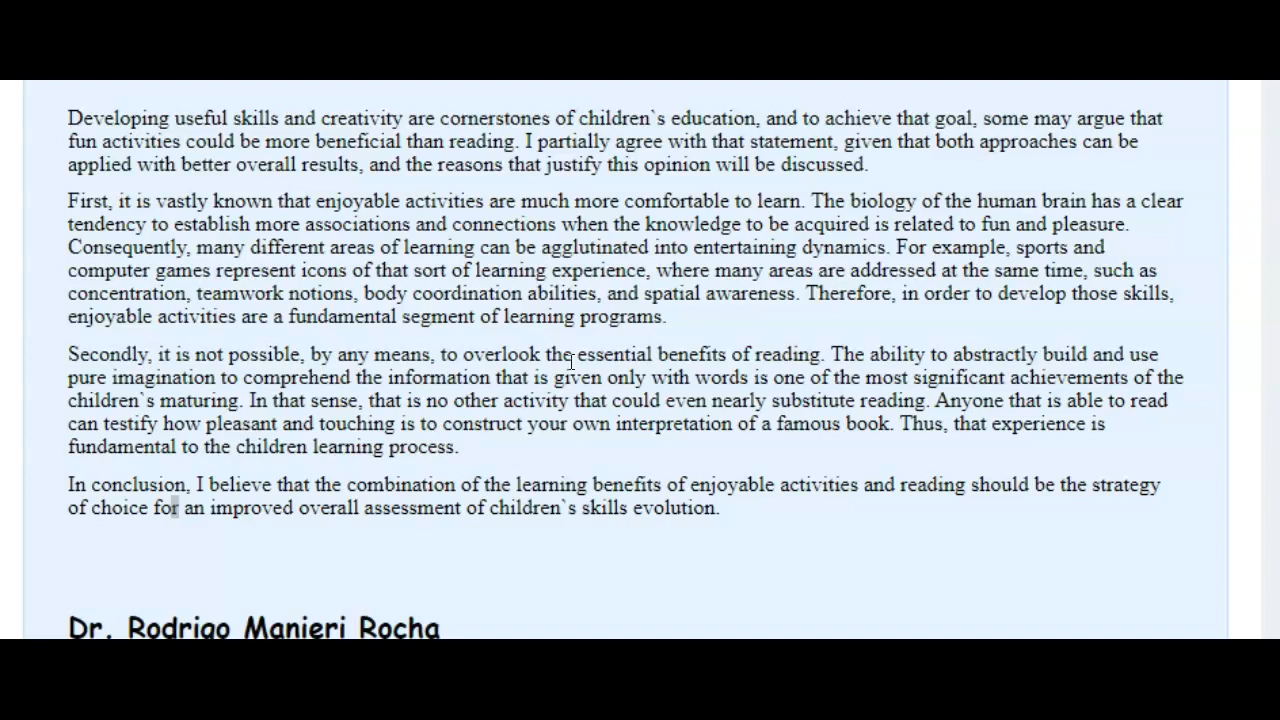 Developing useful skills and creativity are cornerstones of children`s education, and to achieve that goal, some may argue that
fun activities could be more beneficial than reading. I partially agree with that statement, given that both approaches can be
applied with better overall results, and the reasons that justify this opinion will be discussed.
First, it is vastly known that enjoyable activities are much more comfortable to learn. The biology of the human brain has a clear
tendency to establish more associations and connections when the knowledge to be acquired is related to fun and pleasure.
Consequently, many different areas of learning can be agglutinated into entertaining dynamics. For example, sports and
computer games represent icons of that sort of learning experience, where many areas are addressed at the same time, such as
concentration, teamwork notions, body coordination abilities, and spatial awareness. Therefore, in order to develop those skills,
enjoyable activities are a fundamental segment of learning programs.
Secondly, it is not possible, by any means, to overlook the essential benefits of reading. The ability to abstractly build and use
pure imagination to comprehend the information that is given only with words is one of the most significant achievements of the
children`s maturing. In that sense, that is no other activity that could even nearly substitute reading. Anyone that is able to read
can testify how pleasant and touching is to construct your own interpretation of a famous book. Thus, that experience is
fundamental to the children learning process.
In conclusion, I believe that the combination of the learning benefits of enjoyable activities and reading should be the strategy
of choice for an improved overall assessment of children`s skills evolution.
Dr. Rodrigo Manieri Rocha